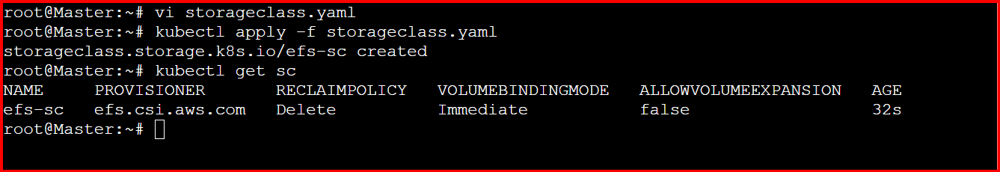 root@Master:~# vi storageclass.yaml
root@Master:~# kubectl apply -f storageclass.yaml
storageclass.storage.k8s.io/efs-sc created
root@Master:~# kubectl get sc
NAME     PROVISIONER       RECLAIMPOLICY   VOLUMEBINDINGMODE   ALLOWVOLUMEEXPANSION   AGE
efs-sc   efs.csi.aws.com   Delete          Immediate           false                  32s
root@Master:~#